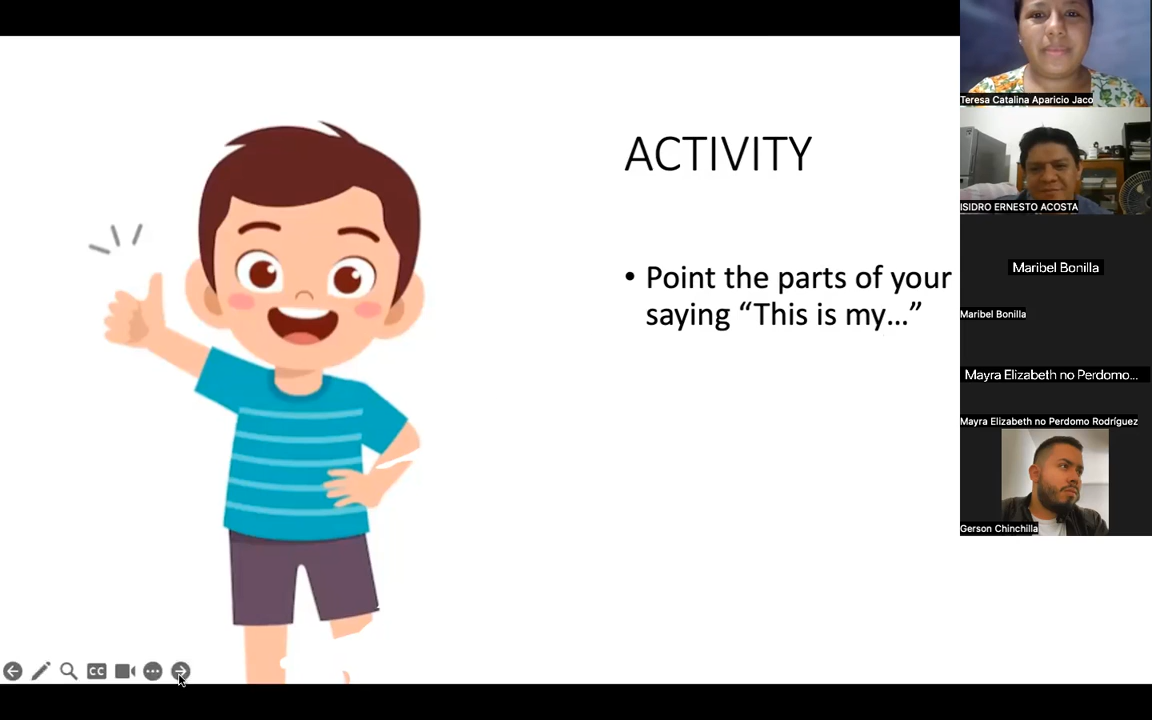 ACTIVITY
• Point the parts of your
saying “This is my...”
Teresa Catalina Aparicio Jaco
ISIDRO ERNESTO ACOSTA
Maribel Bonilla
Maribel Bonilla
Mayra Elizabeth no Perdomo...
Mayra Elizabeth no Perdomo Rodríguez
Gerson Chinchilla
CC